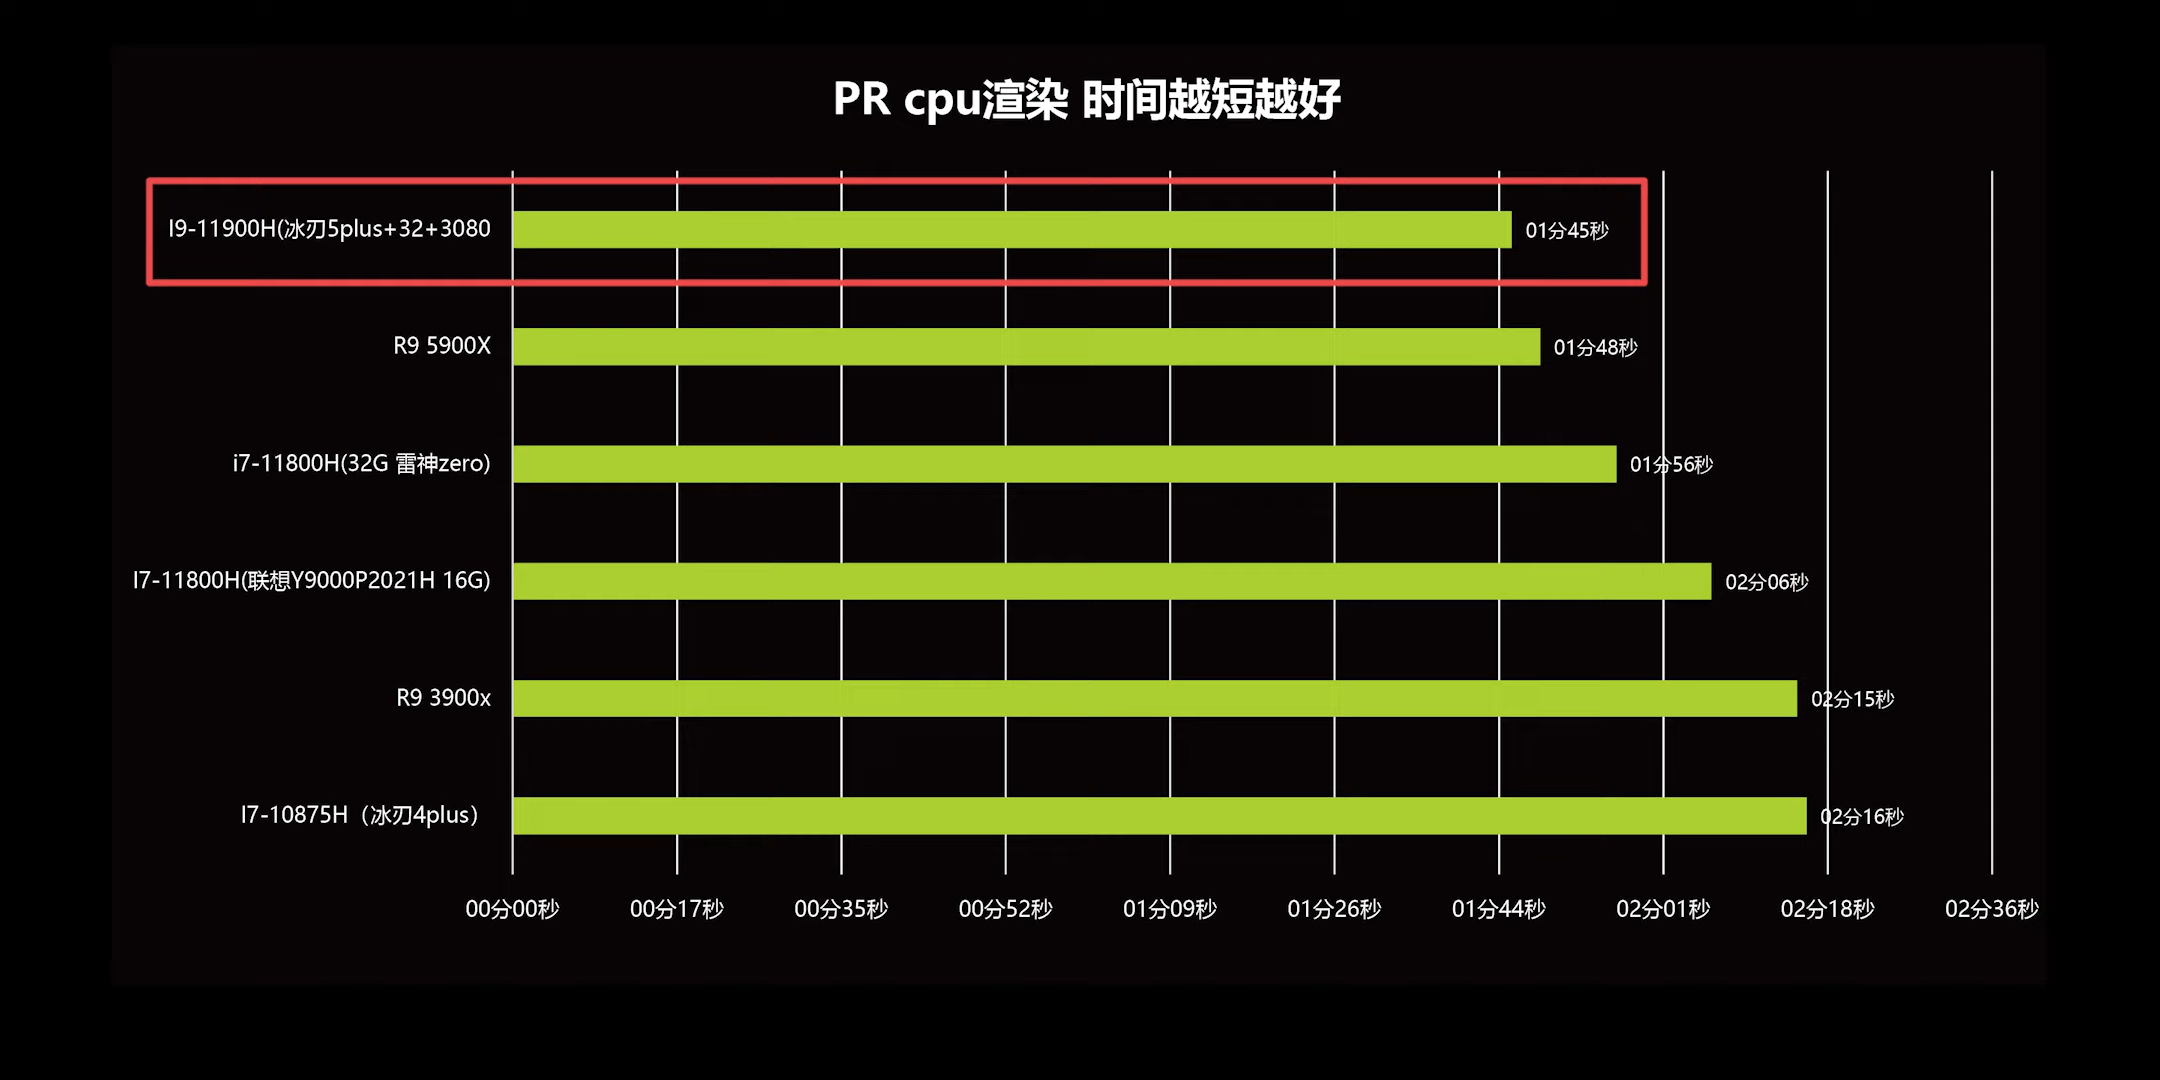 PR cpu渲染 时间越短越好
I9-11900H(冰刃5plus+32+3080 01分45秒
R9 5900X 01分48秒
i7-11800H(32G 雷神zero) 01分56秒
I7-11800H(联想Y9000P2021H 16G) 02分06秒
R9 3900x 02分15秒
I7-10875H（冰刃4plus） 02分16秒
00分00秒 00分17秒 00分35秒 00分52秒 01分09秒 01分26秒 01分44秒 02分01秒 02分18秒 02分36秒